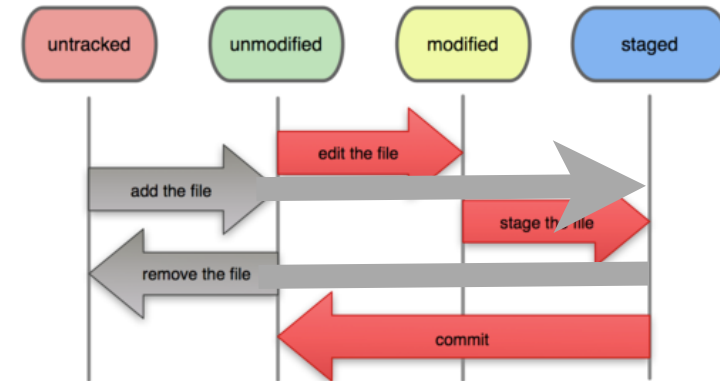 untracked
unmodified
modified
staged
edit the file
add the file
stage the file
remove the file
commit